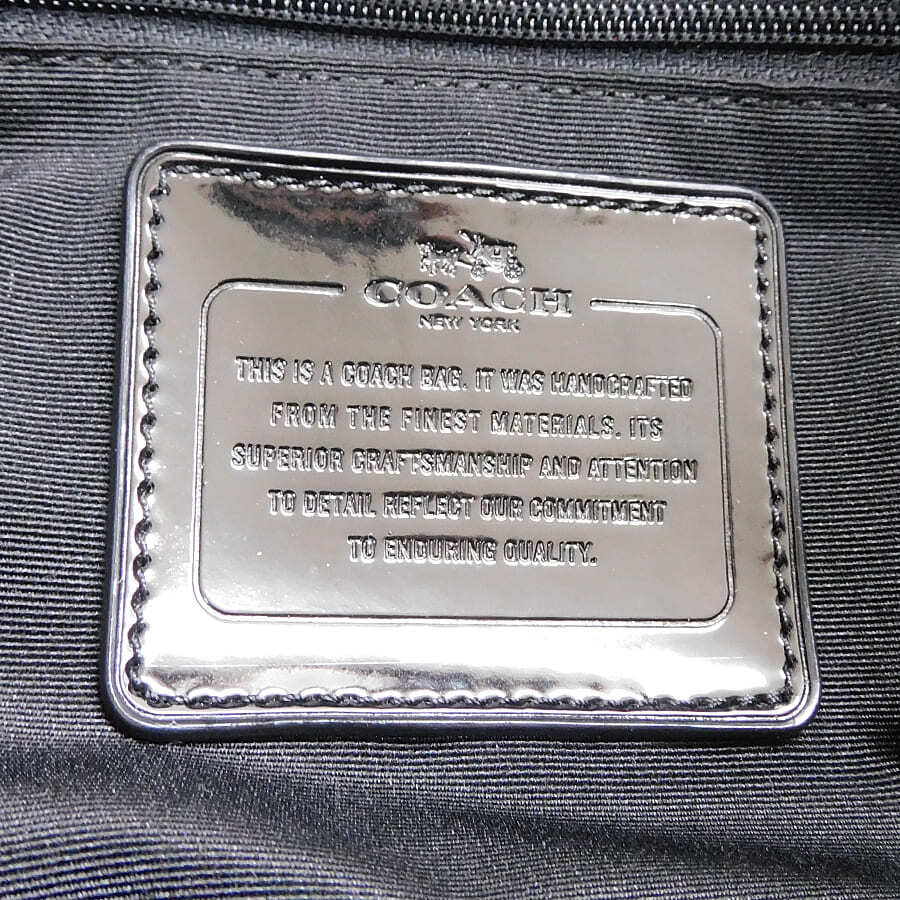 COACH
NEW YORK
THIS IS A COACH BAG. IT WAS HANDCRAFTED
FROM THE FINEST MATERIALS. ITS
SUPERIOR CRAFTSMANSHIP AND ATTENTION
TO DETAIL REFLECT OUR COMMITMENT
TO ENDURING QUALITY.